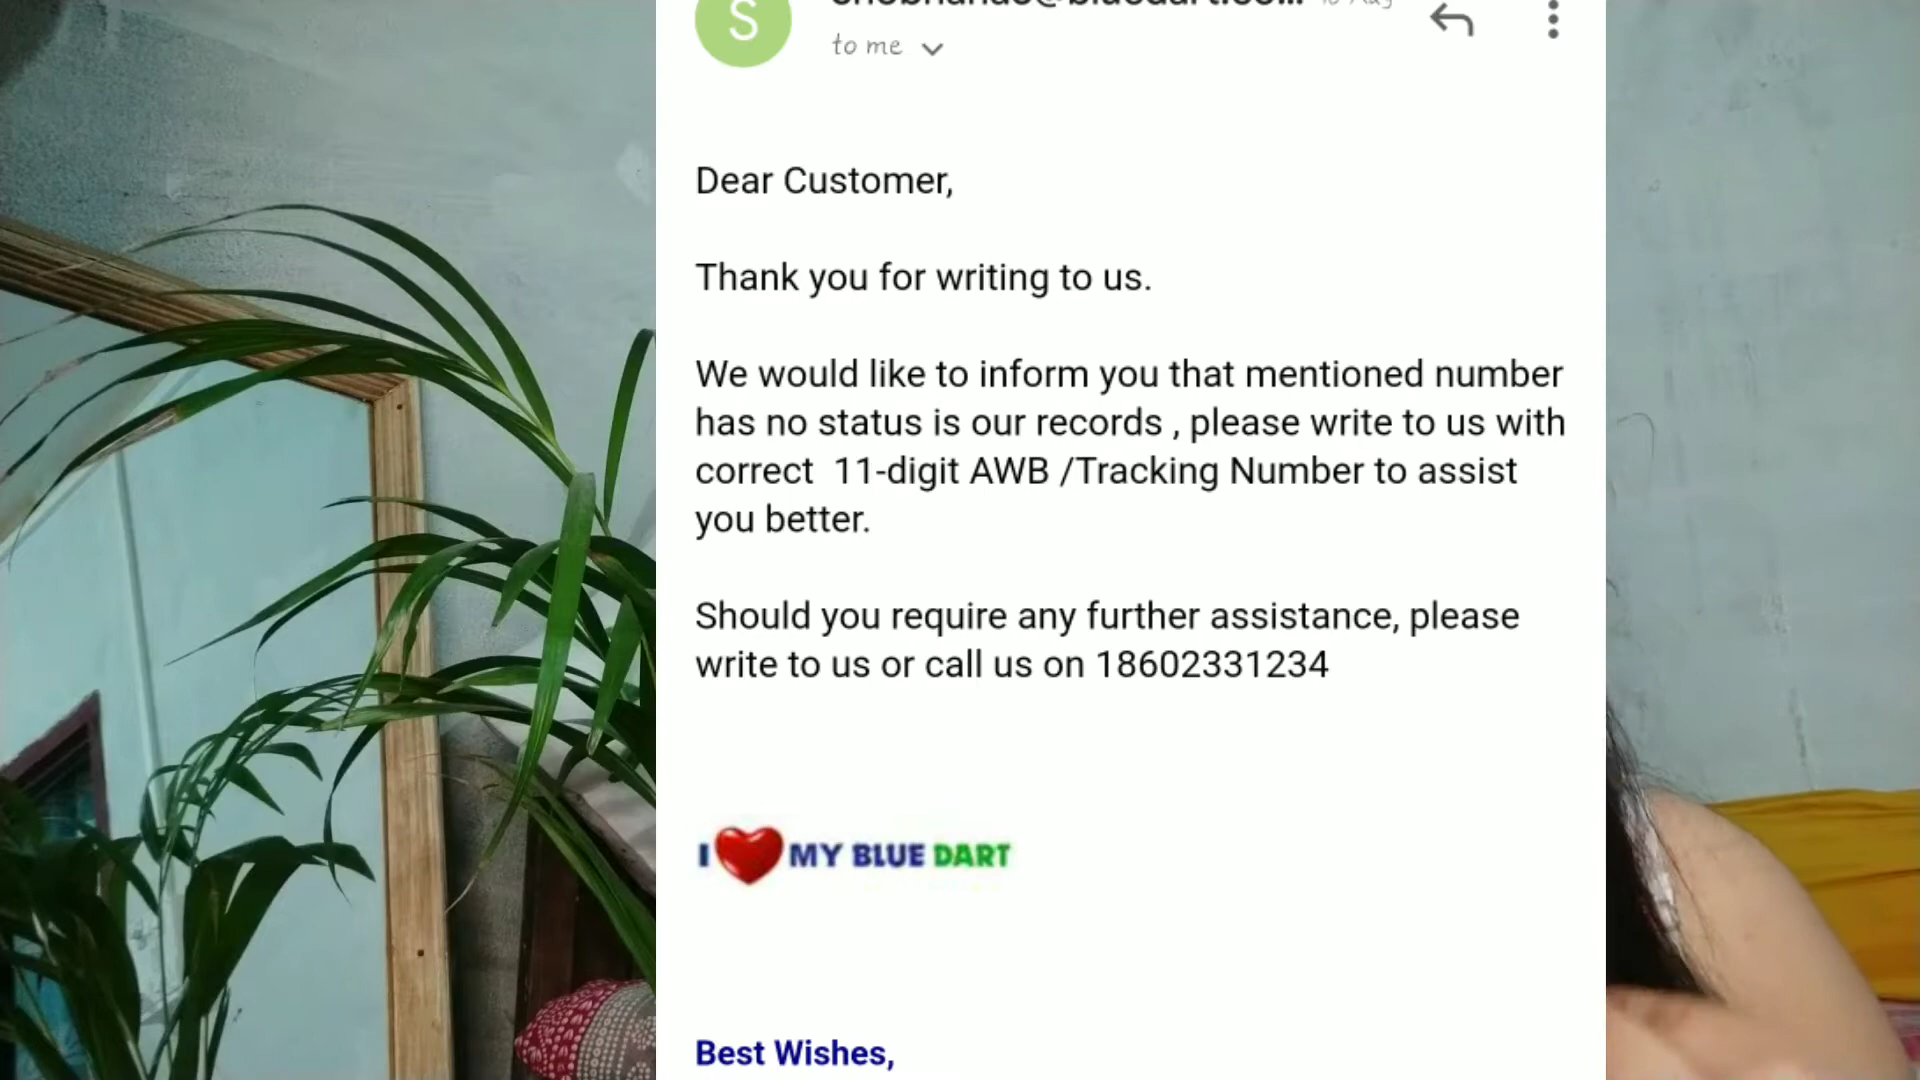 S
to me
Dear Customer,
Thank you for writing to us.
We would like to inform you that mentioned number
has no status is our records , please write to us with
correct  11-digit AWB /Tracking Number to assist
you better.
Should you require any further assistance, please
write to us or call us on 18602331234
I MY BLUE DART
Best Wishes,